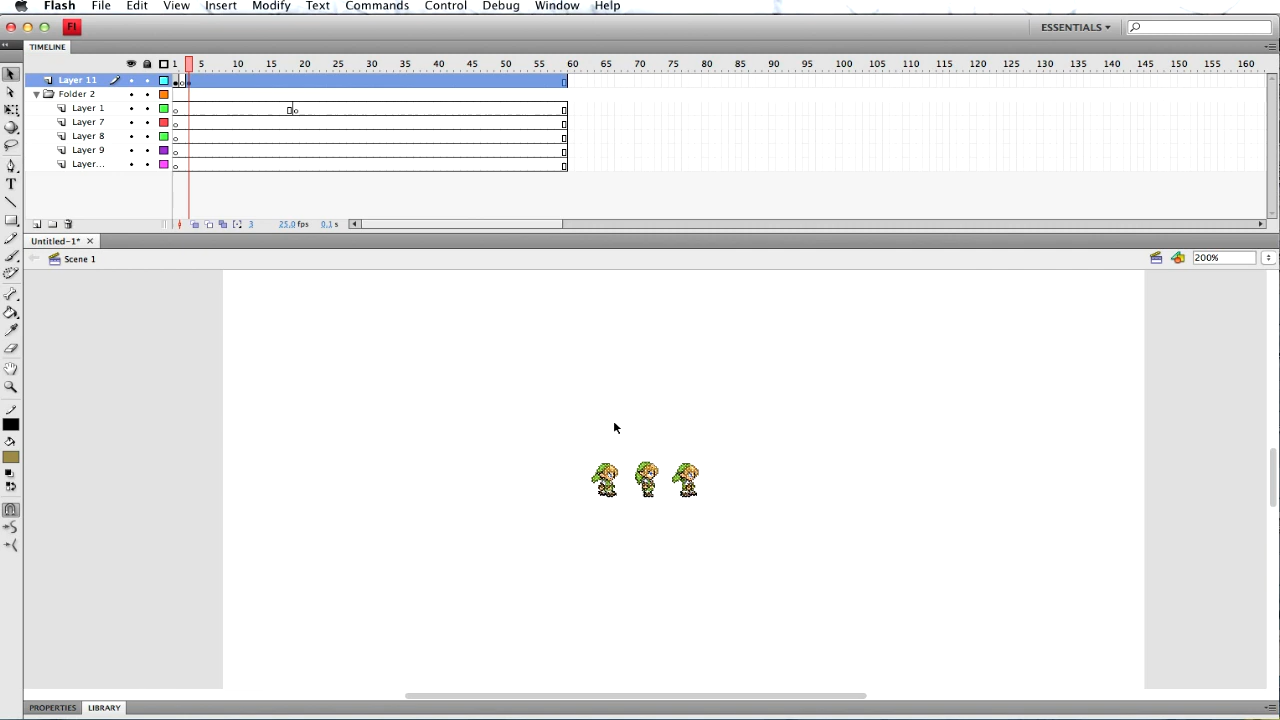 Flash File Edit View Insert Modify Text Commands Control Debug Window Help
Fl ESSENTIALS
TIMELINE
1 5 10 15 20 25 30 35 40 45 50 55 60 65 70 75 80 85 90 95 100 105 110 115 120 125 130 135 140 145 150 155 160
Layer 11
Folder 2
Layer 1
Layer 7
Layer 8
Layer 9
Layer...
3 25.0 fps 0.1 s
Untitled-1*
Scene 1 200%
T
PROPERTIES LIBRARY